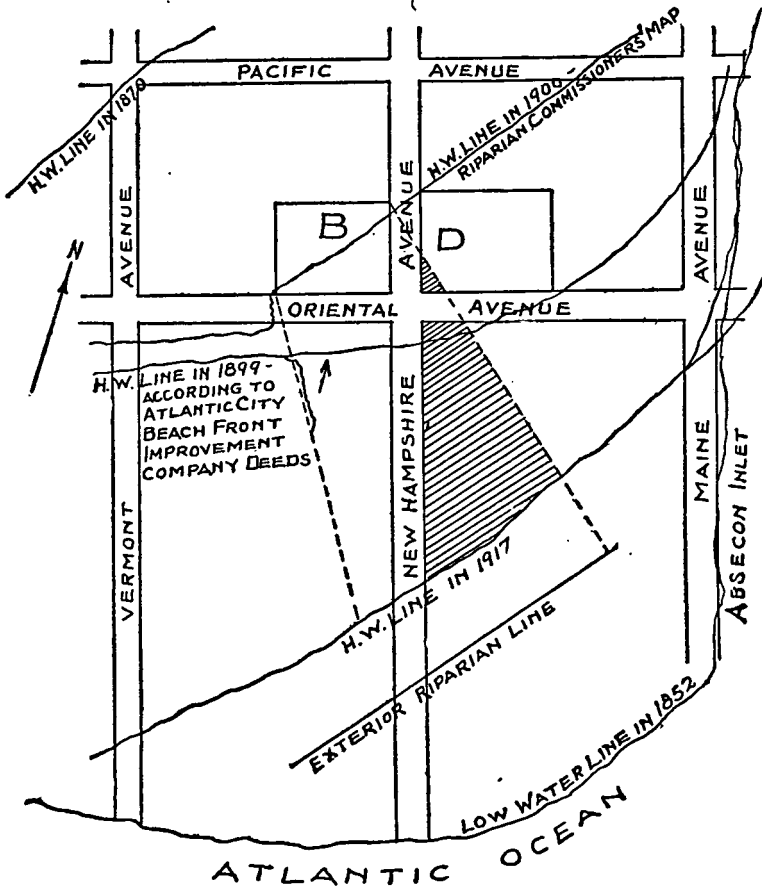 PACIFIC AVENUE
H.W. LINE IN 1870
H.W. LINE IN 1900 -
RIPARIAN COMMISSIONERS MAP
AVENUE
AVENUE
AVENUE
N
B
D
ORIENTAL AVENUE
H.W. LINE IN 1899 -
ACCORDING TO
ATLANTIC CITY
BEACH FRONT
IMPROVEMENT
COMPANY DEEDS
VERMONT
NEW HAMPSHIRE
MAINE
ABSECON INLET
H.W. LINE IN 1917
EXTERIOR RIPARIAN LINE
LOW WATER LINE IN 1852
ATLANTIC OCEAN